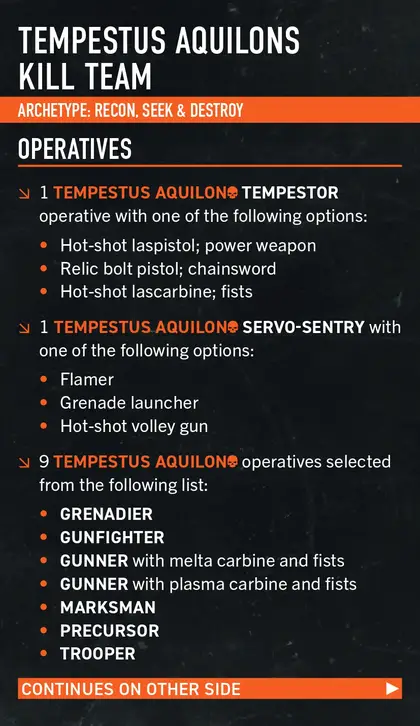 TEMPESTUS AQUILONS
KILL TEAM
ARCHETYPE: RECON, SEEK & DESTROY
OPERATIVES
↘ 1 TEMPESTUS AQUILON💀 TEMPESTOR
operative with one of the following options:
• Hot-shot laspistol; power weapon
• Relic bolt pistol; chainsword
• Hot-shot lascarbine; fists
↘ 1 TEMPESTUS AQUILON💀 SERVO-SENTRY with
one of the following options:
• Flamer
• Grenade launcher
• Hot-shot volley gun
↘ 9 TEMPESTUS AQUILON💀 operatives selected
from the following list:
• GRENADIER
• GUNFIGHTER
• GUNNER with melta carbine and fists
• GUNNER with plasma carbine and fists
• MARKSMAN
• PRECURSOR
• TROOPER
CONTINUES ON OTHER SIDE ▶